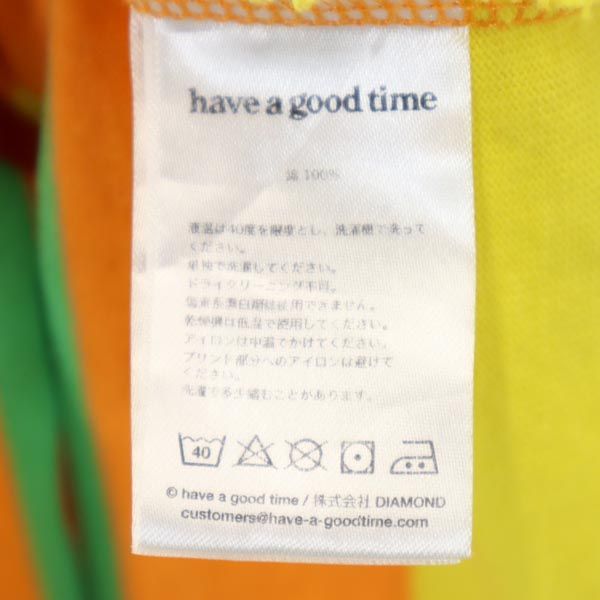 have a good time
綿 100%
液温は40度を限度とし、洗濯機で洗って
ください。
単独で洗濯してください。
ドライクリーニング不可。
塩素系漂白剤は使用できません。
乾燥機は低温で使用してください。
アイロンは中温でかけてください。
プリント部分へのアイロンは避けて
ください。
洗濯で多少縮むことがあります。
40
© have a good time / 株式会社 DIAMOND
customers@have-a-goodtime.com